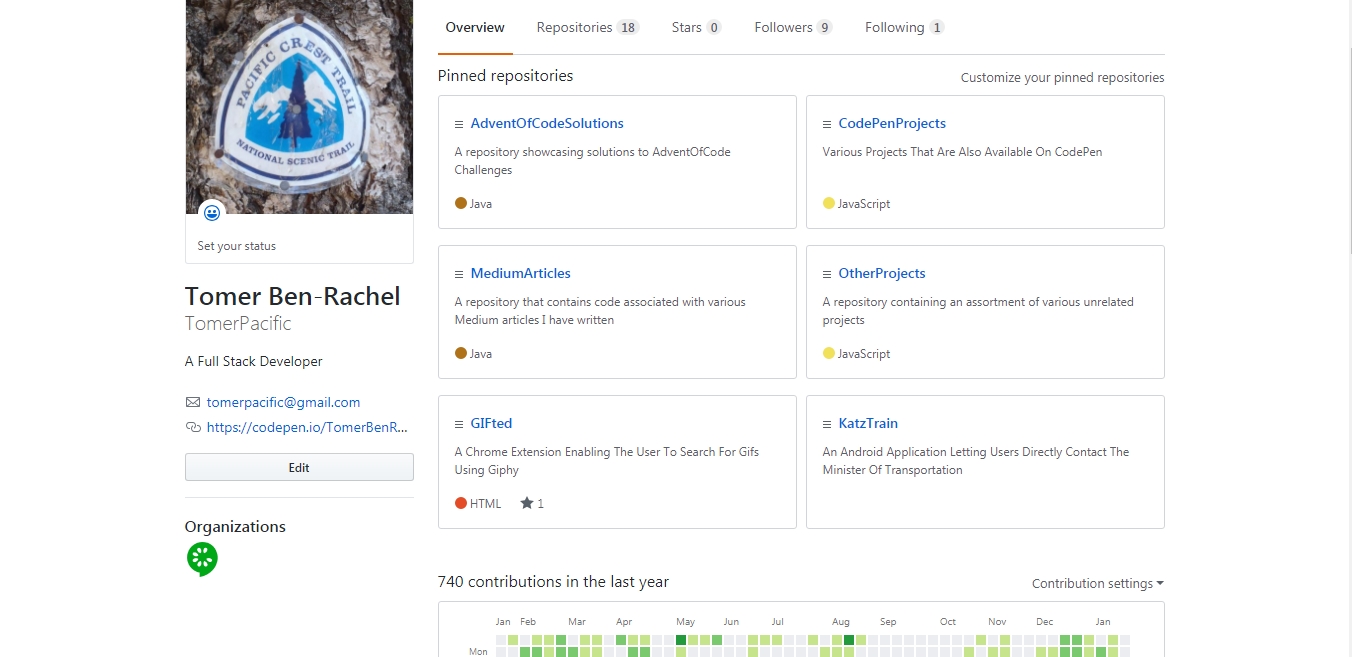 PACIFIC CREST TRAIL
NATIONAL SCENIC TRAIL
Set your status
Tomer Ben-Rachel
TomerPacific
A Full Stack Developer
tomerpacific@gmail.com
https://codepen.io/TomerBenR...
Edit
Organizations
Overview Repositories 18 Stars 0 Followers 9 Following 1
Pinned repositories Customize your pinned repositories
AdventOfCodeSolutions
A repository showcasing solutions to AdventOfCode
Challenges
Java
CodePenProjects
Various Projects That Are Also Available On CodePen
JavaScript
MediumArticles
A repository that contains code associated with various
Medium articles I have written
Java
OtherProjects
A repository containing an assortment of various unrelated
projects
JavaScript
GIFted
A Chrome Extension Enabling The User To Search For Gifs
Using Giphy
HTML 1
KatzTrain
An Android Application Letting Users Directly Contact The
Minister Of Transportation
740 contributions in the last year Contribution settings
Jan Feb Mar Apr May Jun Jul Aug Sep Oct Nov Dec Jan
Mon